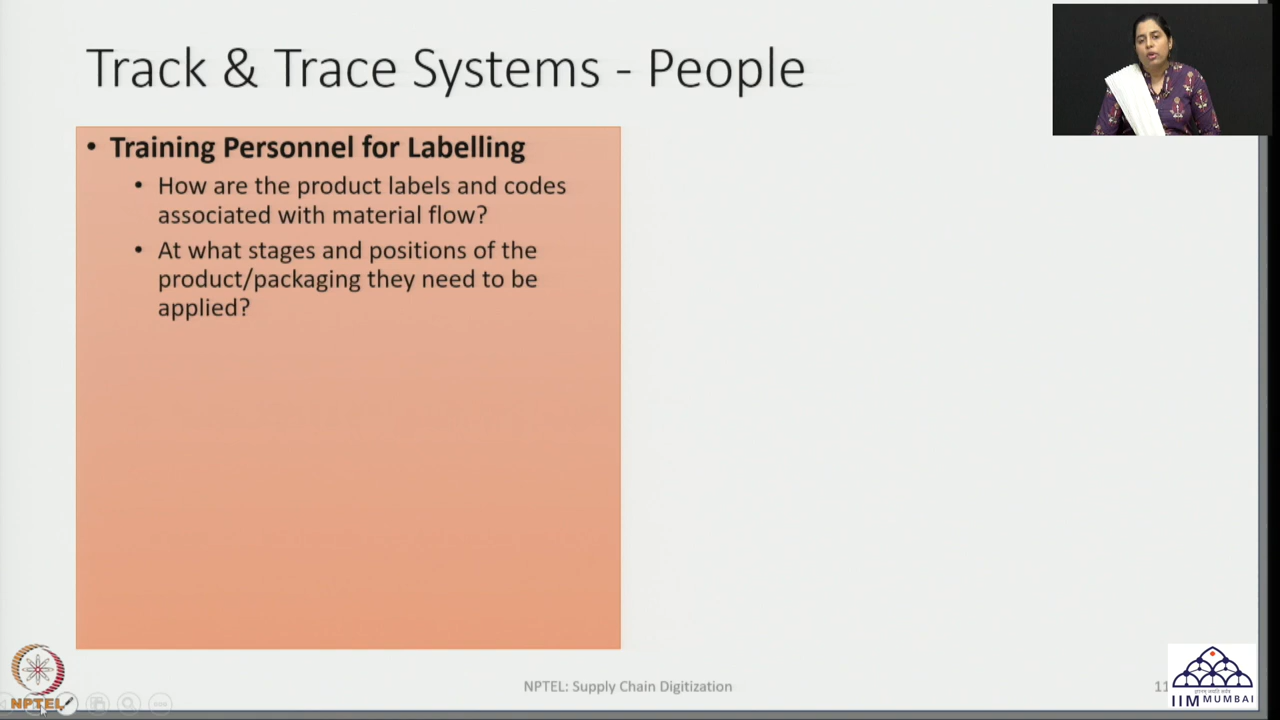 Track & Trace Systems - People
• Training Personnel for Labelling
• How are the product labels and codes
associated with material flow?
• At what stages and positions of the
product/packaging they need to be
applied?
NPTEL
NPTEL: Supply Chain Digitization
11
IIM MUMBAI